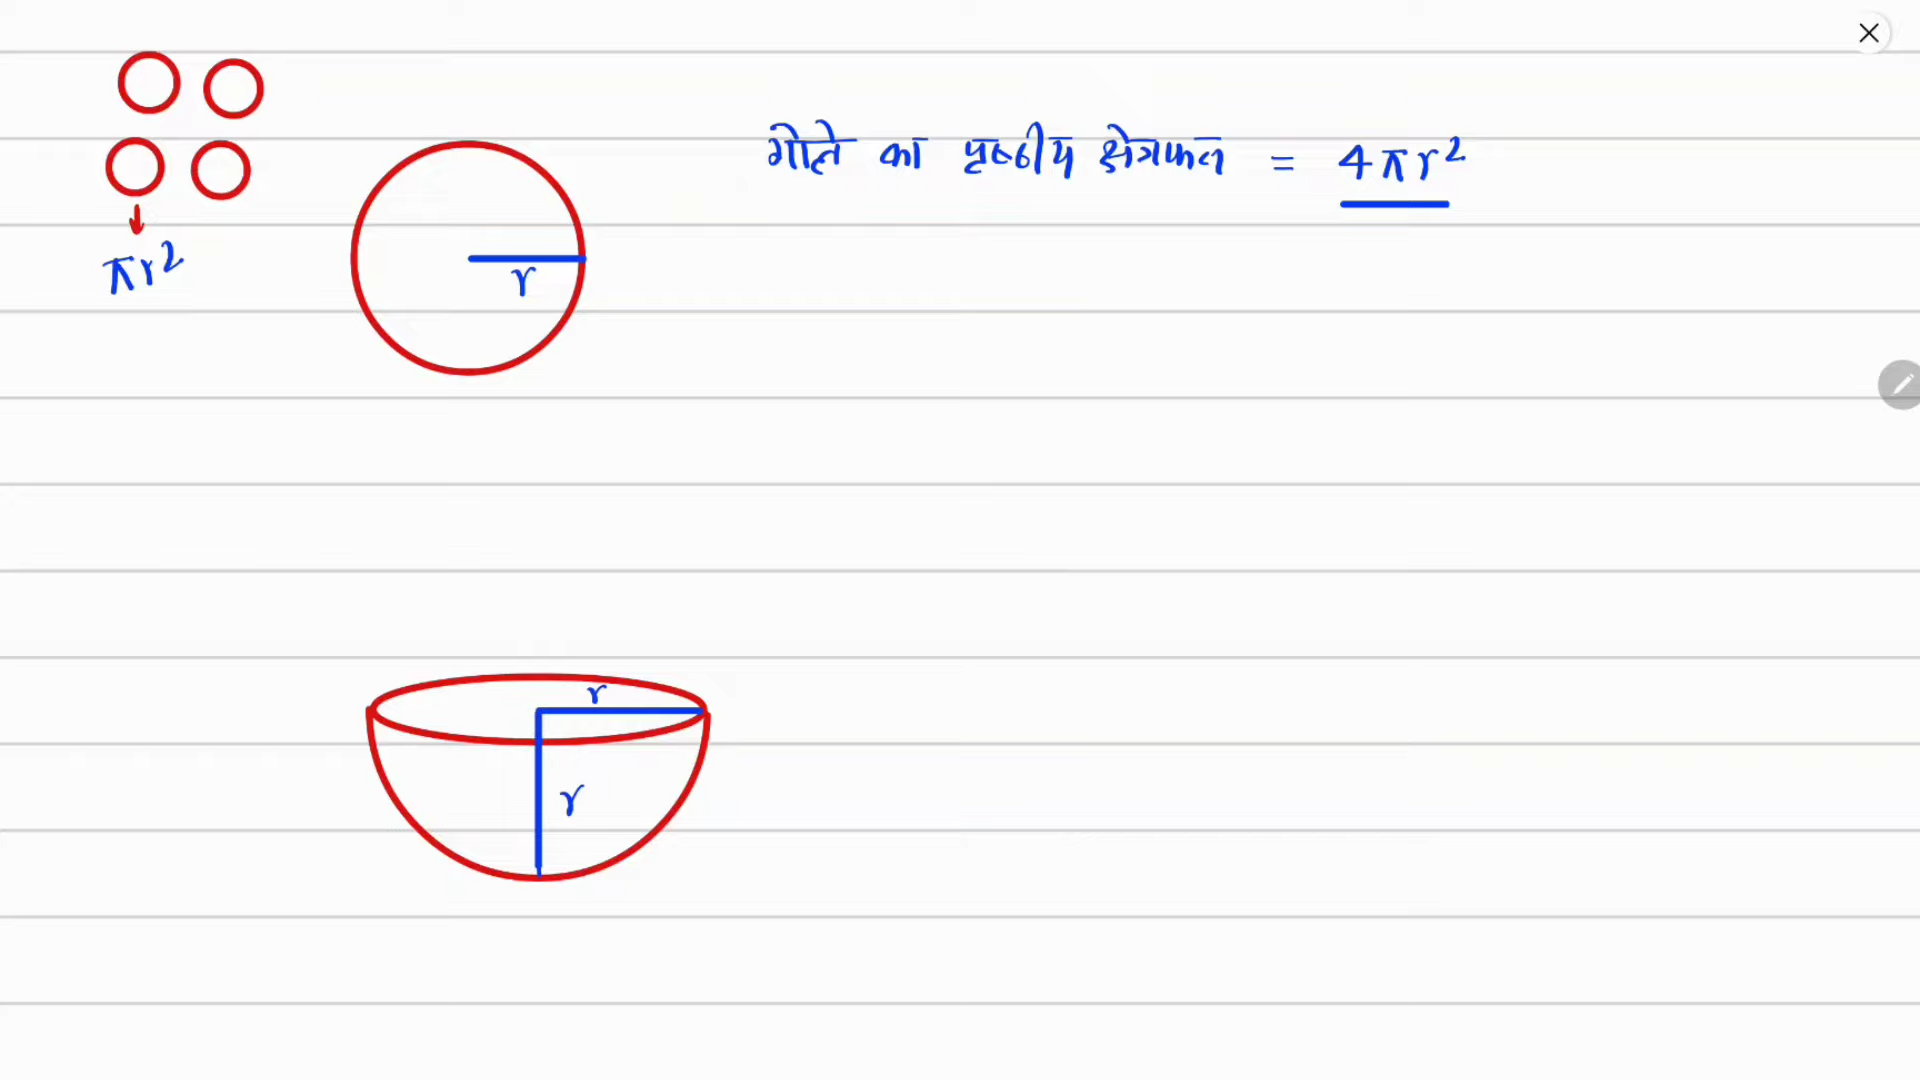 गोले का पृष्ठीय क्षेत्रफल = 4πr²
πr²
r
r
r